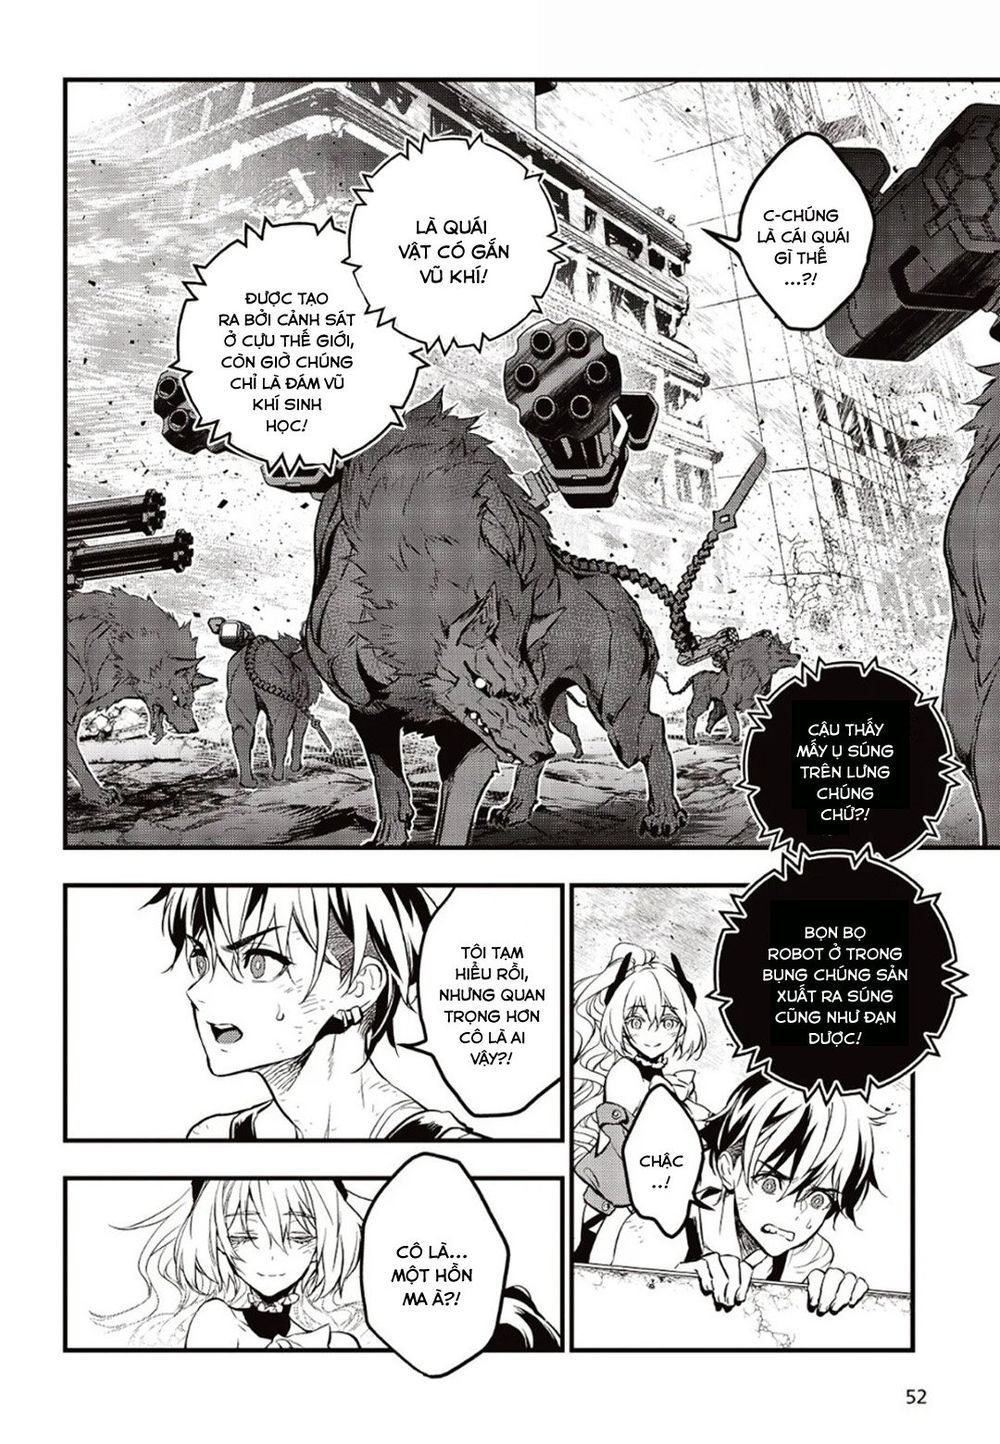 C-CHÚNG
LÀ CÁI QUÁI
GÌ THẾ
...?!
LÀ QUÁI
VẬT CÓ GẮN
VŨ KHÍ!
ĐƯỢC TẠO
RA BỞI CẢNH SÁT
Ở CỰU THẾ GIỚI,
CÒN GIỜ CHÚNG
CHỈ LÀ ĐÁM VŨ
KHÍ SINH
HỌC!
CẬU THẤY
MẤY Ụ SÚNG
TRÊN LƯNG
CHÚNG
CHỨ?!
BỌN BỌ
ROBOT Ở TRONG
BỤNG CHÚNG SẢN
XUẤT RA SÚNG
CŨNG NHƯ ĐẠN
DƯỢC!
CHẬC
..!
TÔI TẠM
HIỂU RỒI,
NHƯNG QUAN
TRỌNG HƠN
CÔ LÀ AI
VẬY?!
CÔ LÀ...
MỘT HỒN
MA À?!
52